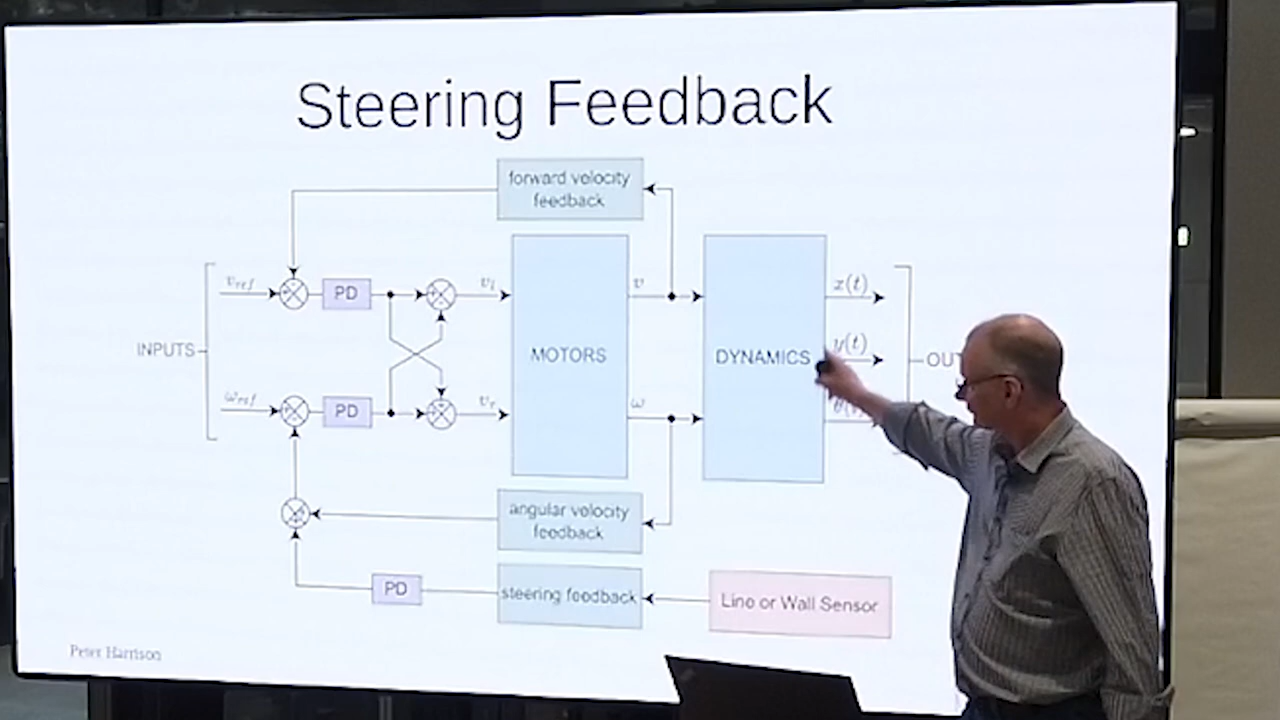 Steering Feedback
forward velocity
feedback
v_ref
PD
v_l
v
x(t)
INPUTS
MOTORS
DYNAMICS
y(t)
OUT
ω_ref
PD
v_r
ω
angular velocity
feedback
PD
steering feedback
Line or Wall Sensor
Peter Harrison